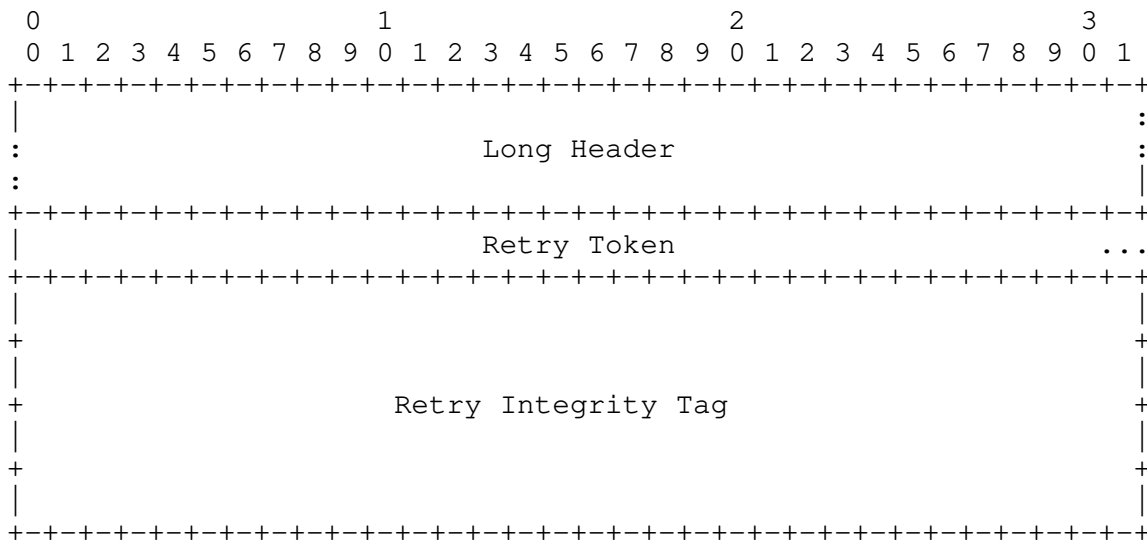 0                   1                   2                   3
 0 1 2 3 4 5 6 7 8 9 0 1 2 3 4 5 6 7 8 9 0 1 2 3 4 5 6 7 8 9 0 1
+-+-+-+-+-+-+-+-+-+-+-+-+-+-+-+-+-+-+-+-+-+-+-+-+-+-+-+-+-+-+-+-+
|                                                               :
:                          Long Header                          :
:                                                               |
+-+-+-+-+-+-+-+-+-+-+-+-+-+-+-+-+-+-+-+-+-+-+-+-+-+-+-+-+-+-+-+-+
|                          Retry Token                        ...
+-+-+-+-+-+-+-+-+-+-+-+-+-+-+-+-+-+-+-+-+-+-+-+-+-+-+-+-+-+-+-+-+
|                                                               |
+                                                               +
|                                                               |
+                     Retry Integrity Tag                       +
|                                                               |
+                                                               +
|                                                               |
+-+-+-+-+-+-+-+-+-+-+-+-+-+-+-+-+-+-+-+-+-+-+-+-+-+-+-+-+-+-+-+-+